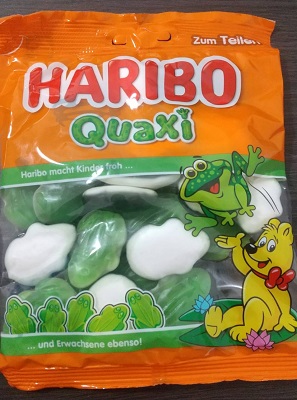 Zum Teilen
HARIBO
Quaxi
Haribo macht Kinder froh ...
... und Erwachsene ebenso!